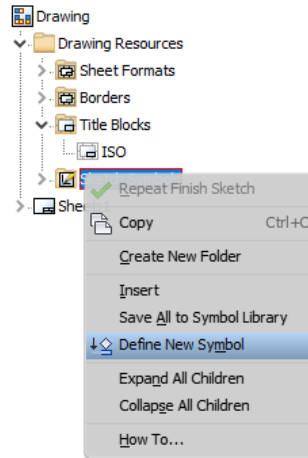 Drawing
Drawing Resources
Sheet Formats
Borders
Title Blocks
ISO
Repeat Finish Sketch
Copy Ctrl+C
Create New Folder
Insert
Save All to Symbol Library
Define New Symbol
Expand All Children
Collapse All Children
How To...